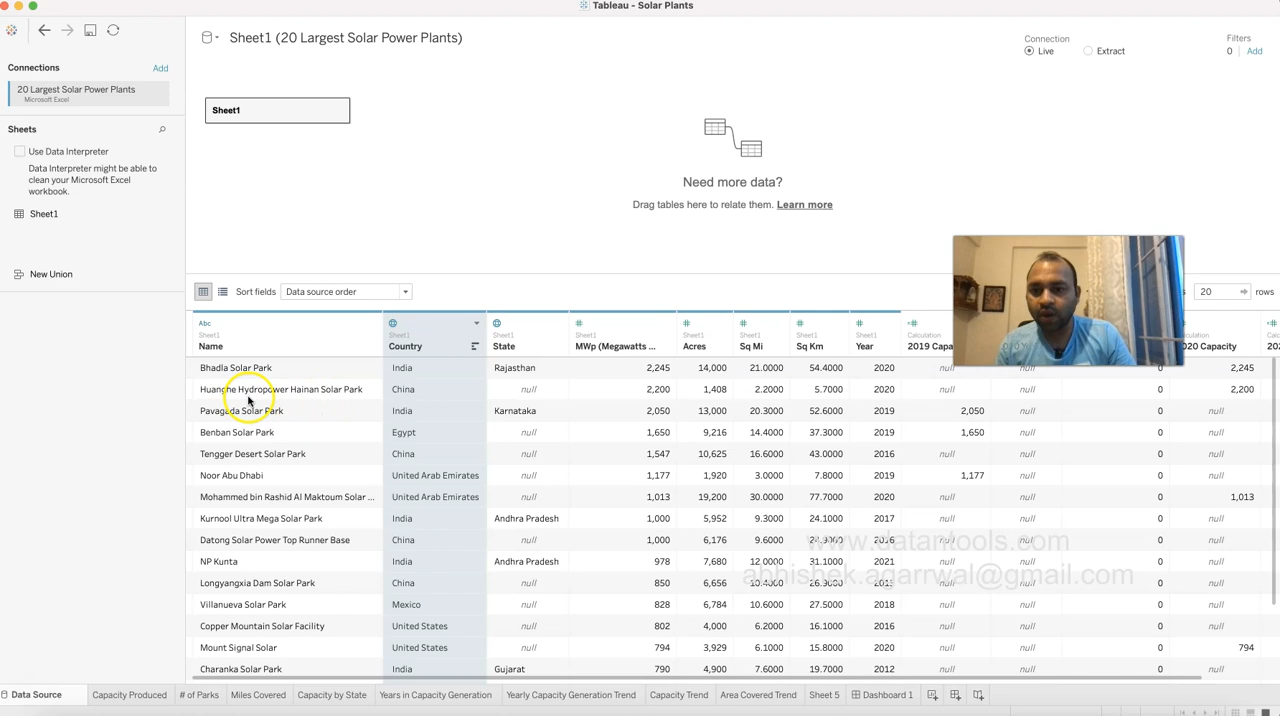 Tableau - Solar Plants
Sheet1 (20 Largest Solar Power Plants)
Connection
Live Extract
Filters
0 Add
Connections Add
20 Largest Solar Power Plants
Microsoft Excel
Sheets
Use Data Interpreter
Data Interpreter might be able to
clean your Microsoft Excel
workbook.
Sheet1
New Union
Sheet1
Need more data?
Drag tables here to relate them. Learn more
Sort fields Data source order 20 rows
Abc
Sheet1 Sheet1 Sheet1 Sheet1 Sheet1 Sheet1 Sheet1 Sheet1 Calculation
Name Country State MWp (Megawatts ... Acres Sq Mi Sq Km Year 2019 Capa Capacity
Bhadla Solar Park India Rajasthan 2,245 14,000 21.0000 54.4000 2020 null null 0 2,245
Huanghe Hydropower Hainan Solar Park China null 2,200 1,408 2.2000 5.7000 2020 null null 0 2,200
Pavagada Solar Park India Karnataka 2,050 13,000 20.3000 52.6000 2019 2,050 null 0 null
Benban Solar Park Egypt null 1,650 9,216 14.4000 37.3000 2019 1,650 null 0 null
Tengger Desert Solar Park China null 1,547 10,625 16.6000 43.0000 2016 null null 0 null
Noor Abu Dhabi United Arab Emirates null 1,177 1,920 3.0000 7.8000 2019 1,177 null 0 null
Mohammed bin Rashid Al Maktoum Solar ... United Arab Emirates null 1,013 19,200 30.0000 77.7000 2020 null null 0 1,013
Kurnool Ultra Mega Solar Park India Andhra Pradesh 1,000 5,952 9.3000 24.1000 2017 null null 0 null
Datong Solar Power Top Runner Base China null 1,000 6,176 9.6000 24.9000 2016 null null 0 null
NP Kunta India Andhra Pradesh 978 7,680 12.0000 31.1000 2021 null null 0 null
Longyangxia Dam Solar Park China null 850 6,656 10.4000 26.9000 null null 0 null
Villanueva Solar Park Mexico null 828 6,784 10.6000 27.5000 2018 null null 0 null
Copper Mountain Solar Facility United States null 802 6.2000 16.1000 2016 null null 0 null
Mount Signal Solar United States null 794 3,929 6.1000 15.8000 2020 null null 0 794
Charanka Solar Park India Gujarat 790 4,900 7.6000 19.7000 2012 null null 0 null
www.datantools.com
abhishek.agarrwal@gmail.com
Data Source Capacity Produced # of Parks Miles Covered Capacity by State Years in Capacity Generation Yearly Capacity Generation Trend Capacity Trend Area Covered Trend Sheet 5 Dashboard 1